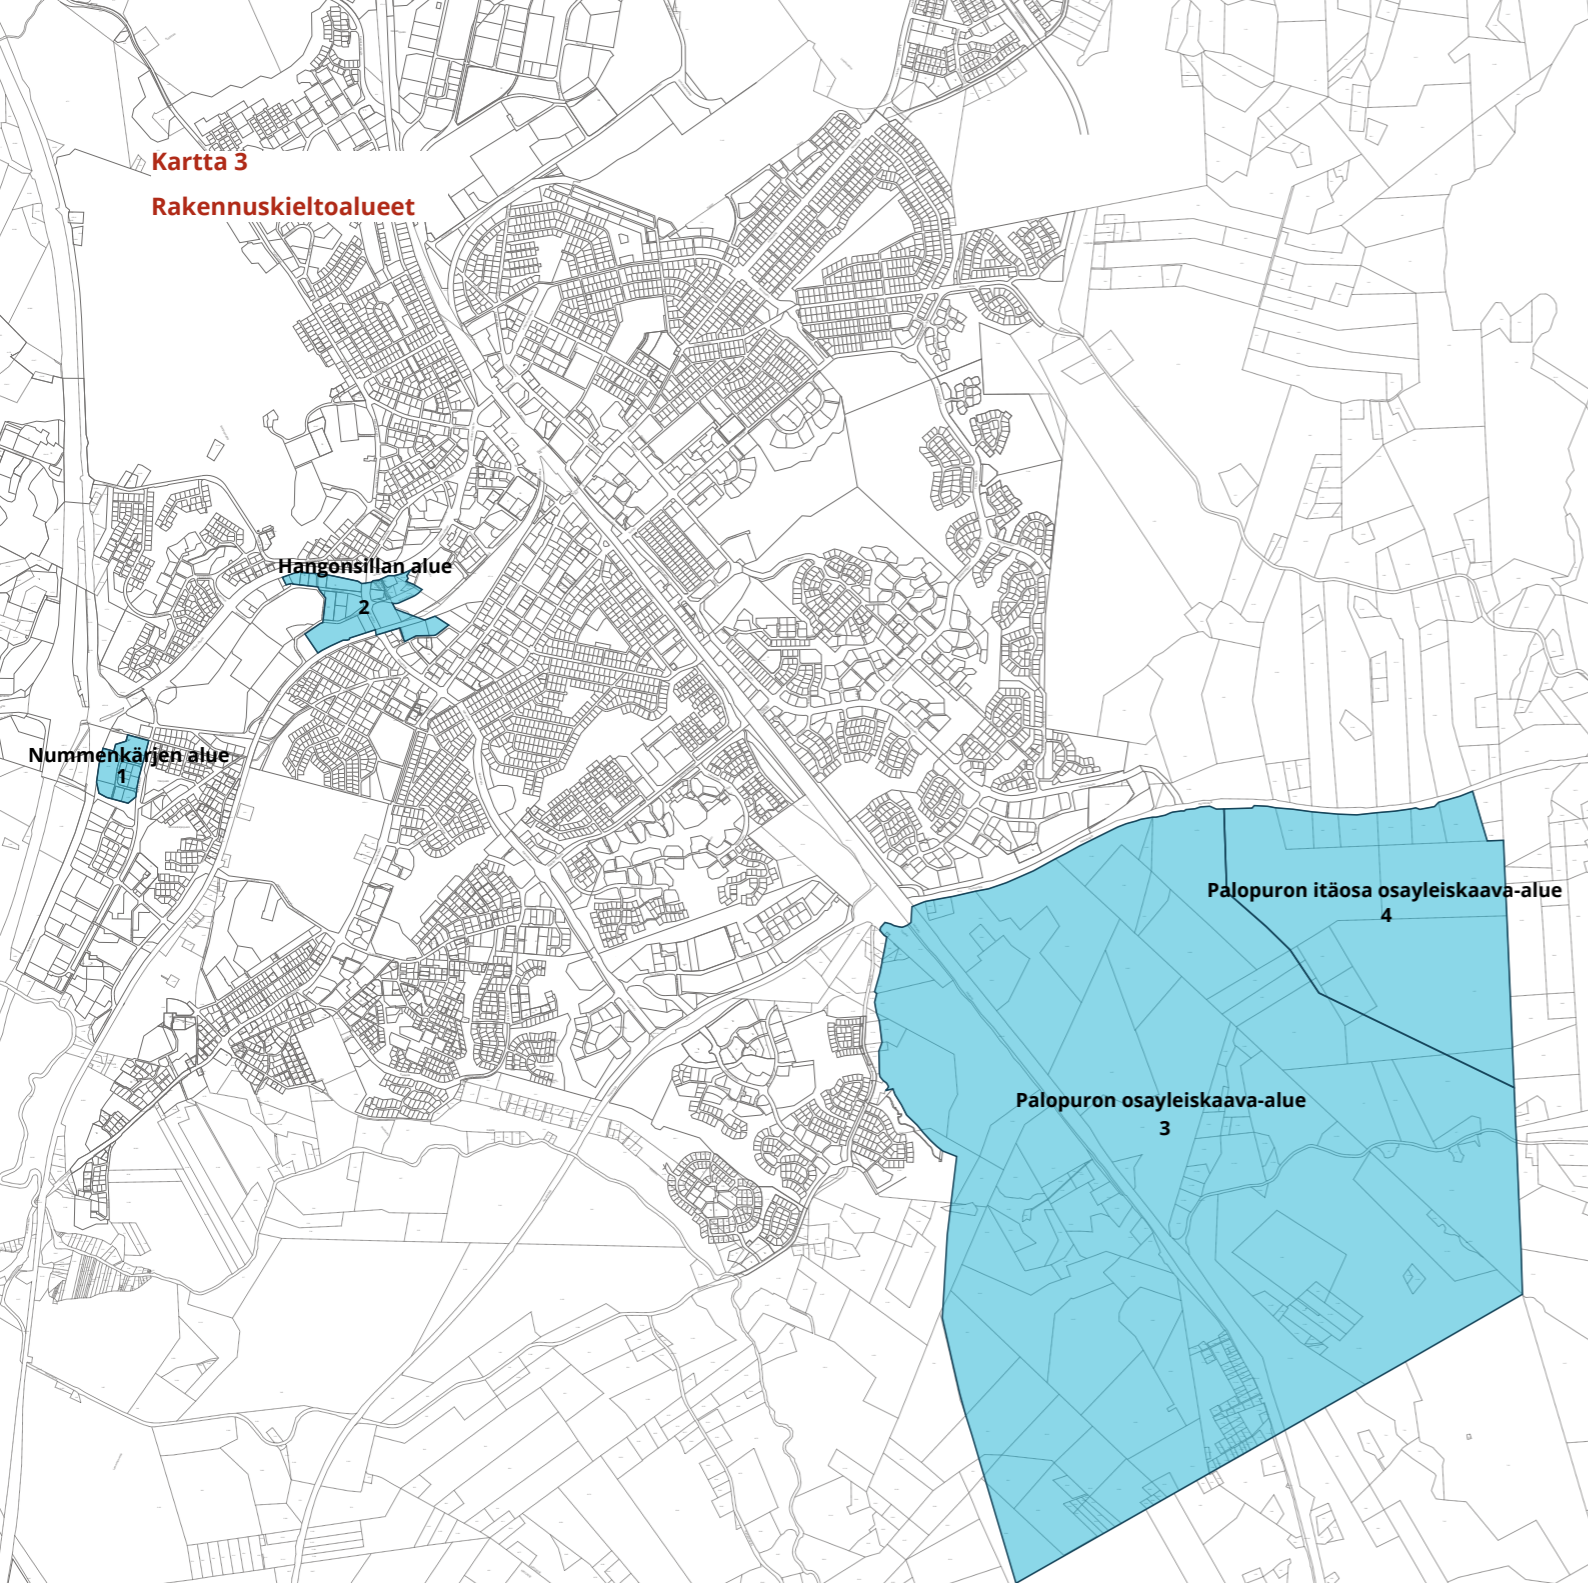 Kartta 3
Rakennuskieltoalueet
Hangonsillan alue
2
Nummenkärjen alue
1
Palopuron itäosa osayleiskaava-alue
4
Palopuron osayleiskaava-alue
3